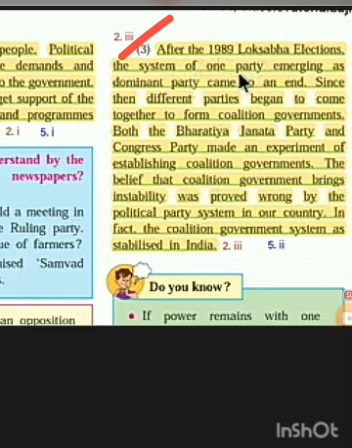 people. Political
demands and
the government.
get support of the
and programmes
2. i 5. i
erstand by the
newspapers?
ld a meeting in
e Ruling party.
ue of farmers?
ised 'Samvad
an opposition
2. iii
(3) After the 1989 Loksabha Elections,
the system of one party emerging as
dominant party came to an end. Since
then different parties began to come
together to form coalition governments.
Both the Bharatiya Janata Party and
Congress Party made an experiment of
establishing coalition governments. The
belief that coalition government brings
instability was proved wrong by the
political party system in our country. In
fact, the coalition government system as
stabilised in India. 2. iii 5. ii
Do you know?
• If power remains with one
InShOt